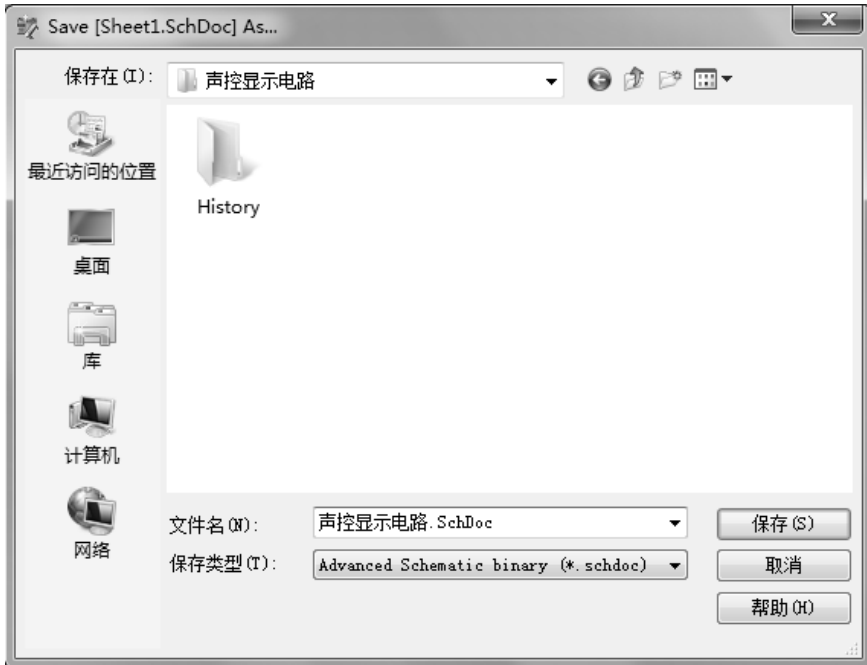 Save [Sheet1.SchDoc] As...
保存在(I):
声控显示电路
最近访问的位置
History
桌面
库
计算机
网络
文件名(N):
声控显示电路.SchDoc
保存(S)
保存类型(T):
Advanced Schematic binary (*.schdoc)
取消
帮助(H)